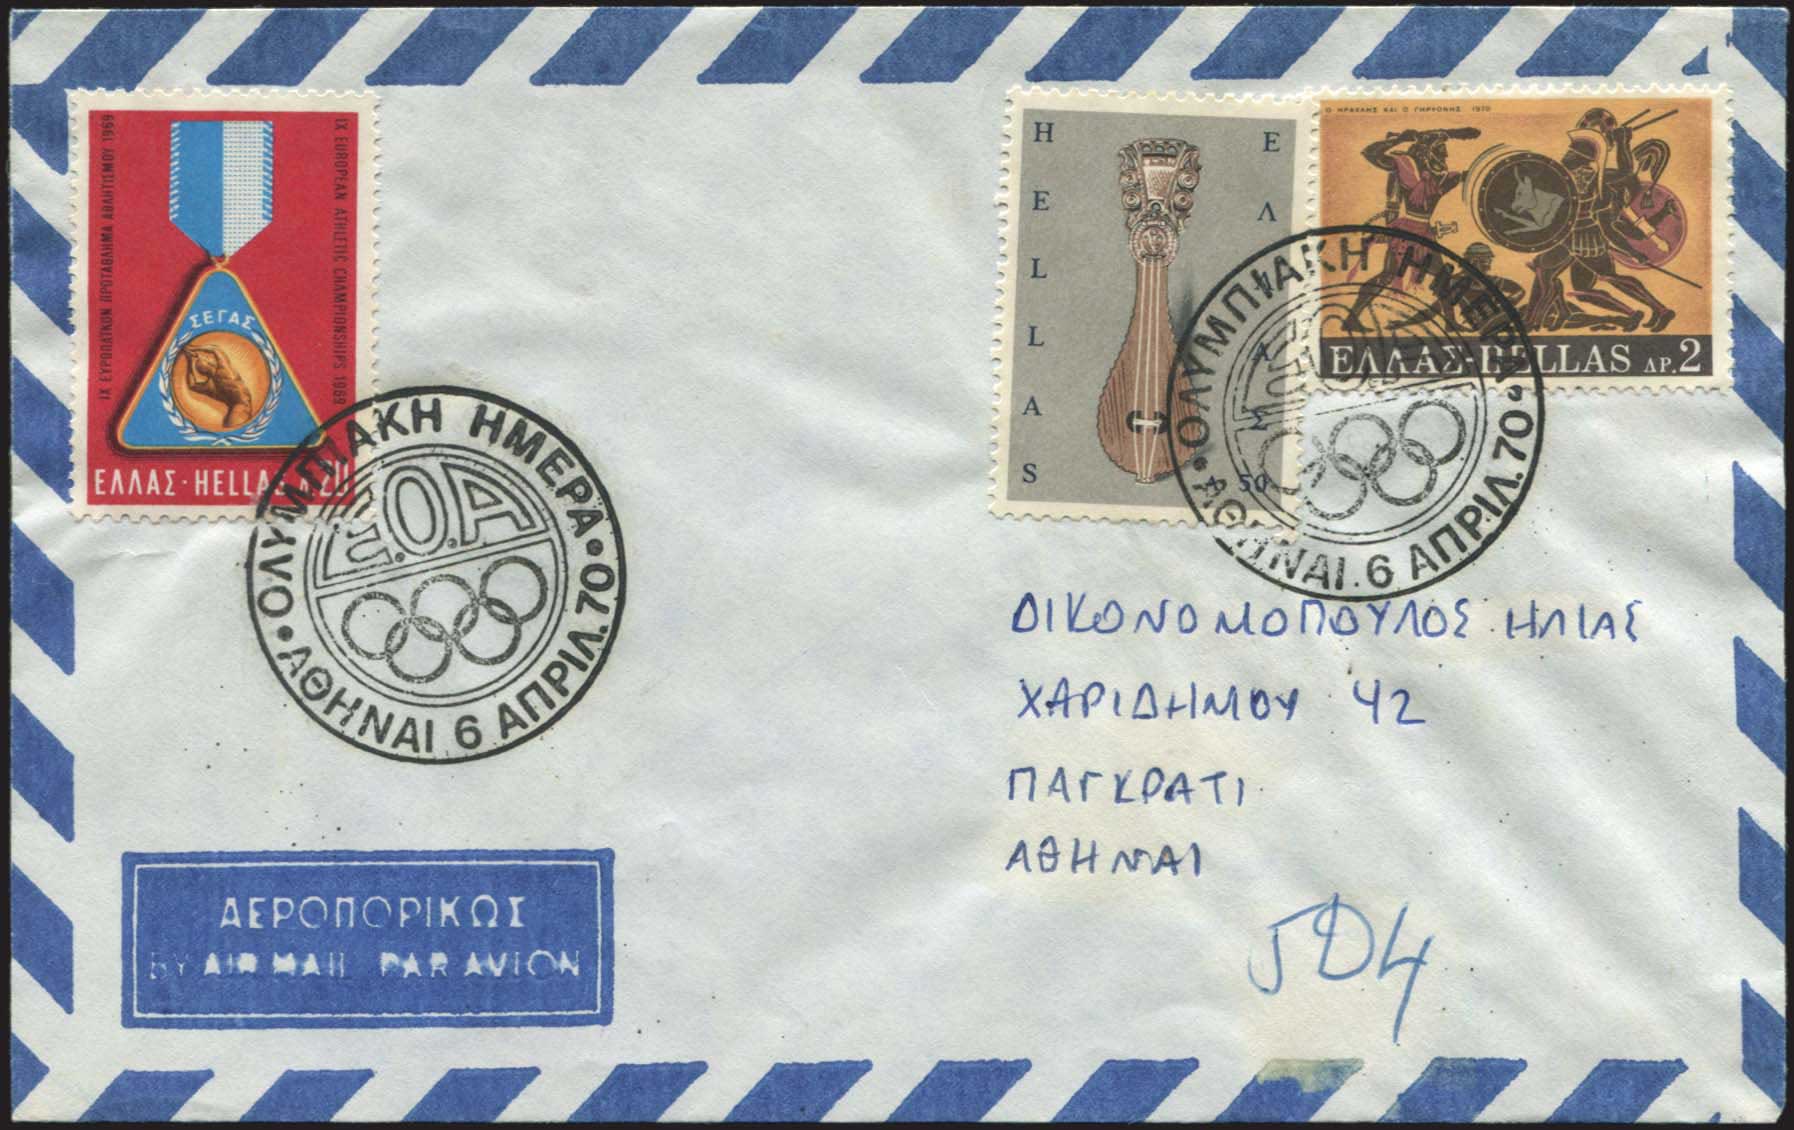 ΙΧ ΕΥΡΩΠΑΪΚΟΝ ΠΡΩΤΑΘΛΗΜΑ ΑΘΛΗΤΙΣΜΟΥ 1969
IX EUROPEAN ATHLETIC CHAMPIONSHIPS 1969
ΣΕΓΑΣ
ΕΛΛΑΣ·HELLAS
HELLAS
ΕΛΛΑΣ
50
Ο ΗΡΑΚΛΗΣ ΚΑΙ Ο ΓΗΡΥΟΝΗΣ 1970
ΕΛΛΑΣ·HELLAS ΔΡ.2
ΟΛΥΜΠΙΑΚΗ ΗΜΕΡΑ
Ε.Ο.Α
ΑΘΗΝΑΙ 6 ΑΠΡΙΛ.70
ΟΛΥΜΠΙΑΚΗ ΗΜΕΡΑ
ΑΘΗΝΑΙ.6 ΑΠΡΙΛ.70
ΟΙΚΟΝΟΜΟΠΟΥΛΟΣ ΗΛΙΑΣ
ΧΑΡΙΔΗΜΟΥ 42
ΠΑΓΚΡΑΤΙ
ΑΘΗΝΑΙ
ΑΕΡΟΠΟΡΙΚΩΣ
BY AIR MAIL PAR AVION